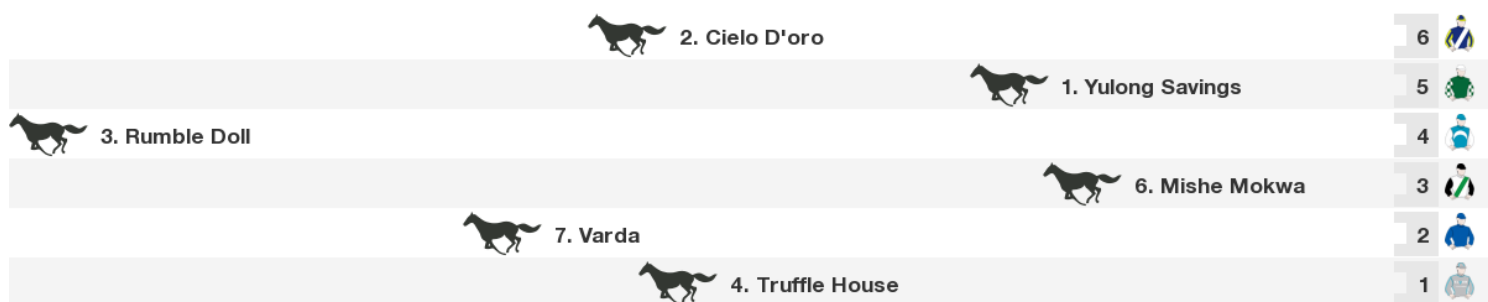 2. Cielo D'oro 6
1. Yulong Savings 5
3. Rumble Doll 4
6. Mishe Mokwa 3
7. Varda 2
4. Truffle House 1